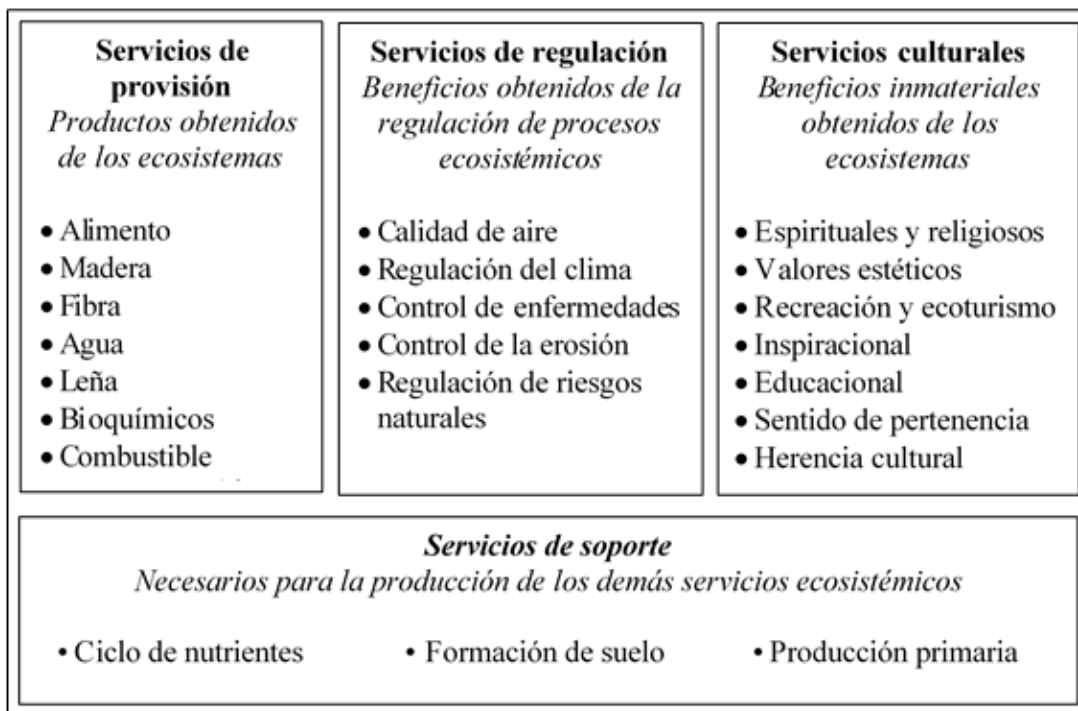 Servicios de
provisión
Productos obtenidos
de los ecosistemas
• Alimento
• Madera
• Fibra
• Agua
• Leña
• Bioquímicos
• Combustible
Servicios de regulación
Beneficios obtenidos de la
regulación de procesos
ecosistémicos
• Calidad de aire
• Regulación del clima
• Control de enfermedades
• Control de la erosión
• Regulación de riesgos
naturales
Servicios culturales
Beneficios inmateriales
obtenidos de los
ecosistemas
• Espirituales y religiosos
• Valores estéticos
• Recreación y ecoturismo
• Inspiracional
• Educacional
• Sentido de pertenencia
• Herencia cultural
Servicios de soporte
Necesarios para la producción de los demás servicios ecosistémicos
• Ciclo de nutrientes • Formación de suelo • Producción primaria